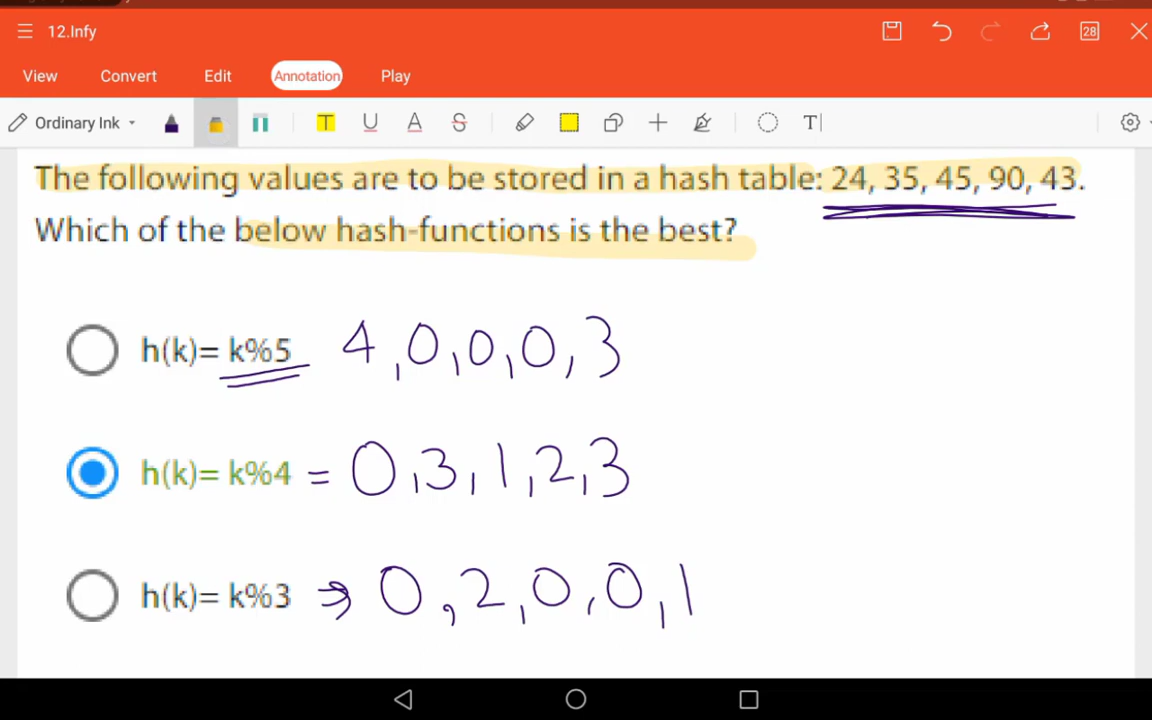 12.Infy
28
View Convert Edit Annotation Play
Ordinary Ink T U A S T
The following values are to be stored in a hash table: 24, 35, 45, 90, 43.
Which of the below hash-functions is the best?
h(k)= k%5 4,0,0,0,3
h(k)= k%4 = 0,3,1,2,3
h(k)= k%3 ⇒ 0,2,0,0,1